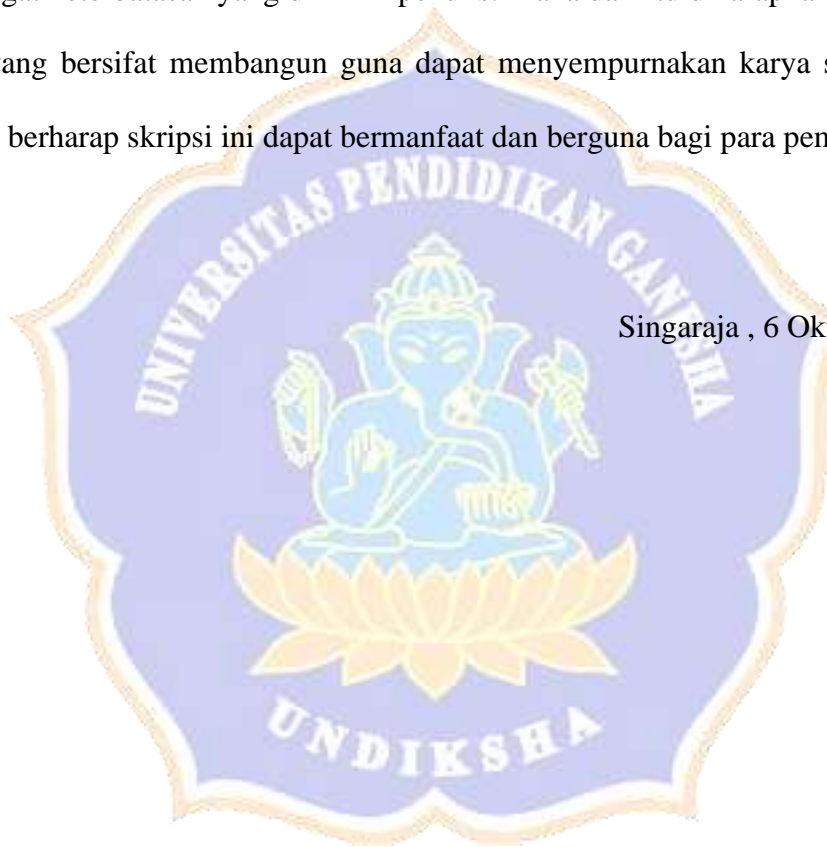 yang bersifat membangun guna dapat menyempurnakan karya s
berharap skripsi ini dapat bermanfaat dan berguna bagi para pen
UNIVERSITAS PENDIDIKAN GANESHA
Singaraja , 6 Ok
UNDIKSHA